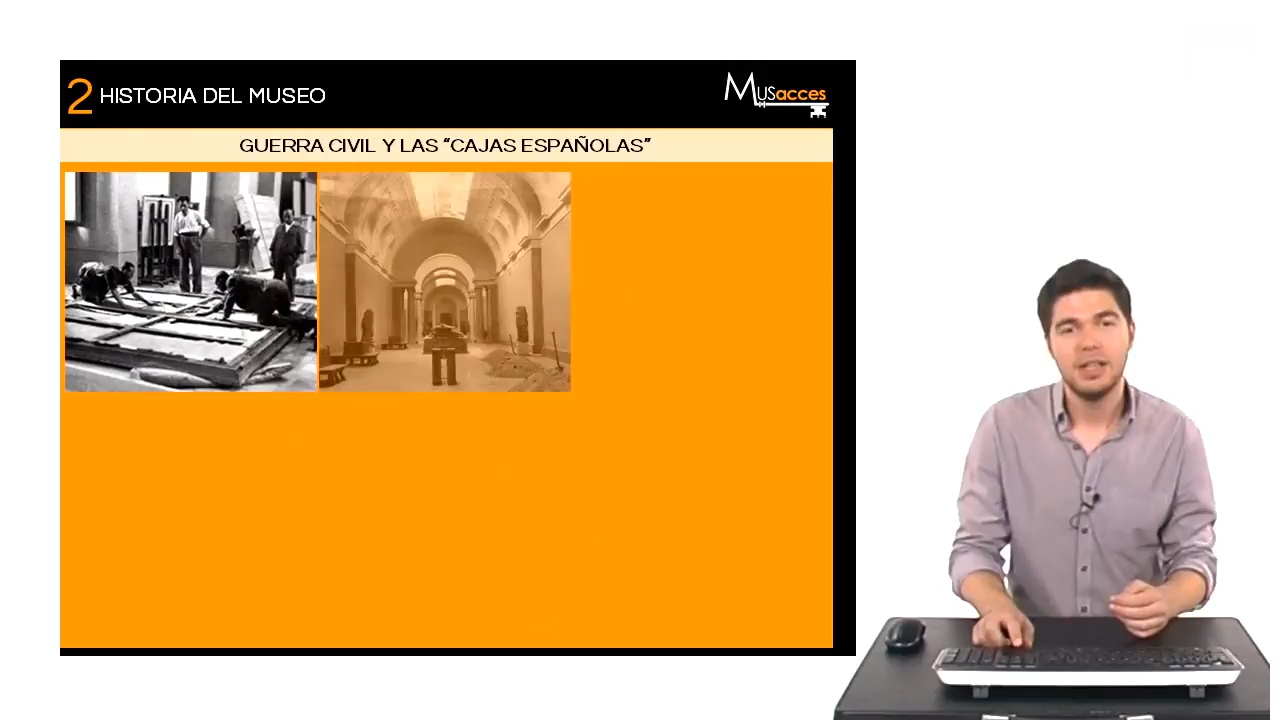 2 HISTORIA DEL MUSEO
MUSacces
GUERRA CIVIL Y LAS “CAJAS ESPAÑOLAS”